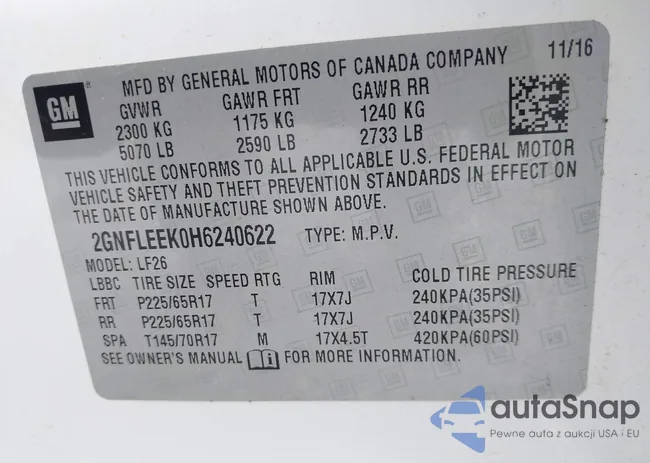 11/16
GM
MFD BY GENERAL MOTORS OF CANADA COMPANY
GVWR GAWR FRT GAWR RR
2300 KG 1175 KG 1240 KG
5070 LB 2590 LB 2733 LB
THIS VEHICLE CONFORMS TO ALL APPLICABLE U.S. FEDERAL MOTOR
VEHICLE SAFETY AND THEFT PREVENTION STANDARDS IN EFFECT ON
THE DATE OF MANUFACTURE SHOWN ABOVE.
2GNFLEEK0H6240622 TYPE: M.P.V.
MODEL: LF26
LBBC TIRE SIZE SPEED RTG RIM COLD TIRE PRESSURE
FRT P225/65R17 T 17X7J 240KPA(35PSI)
RR P225/65R17 T 17X7J 240KPA(35PSI)
SPA T145/70R17 M 17X4.5T 420KPA(60PSI)
SEE OWNER'S MANUAL FOR MORE INFORMATION.
autaSnap
Pewne auta z aukcji USA i EU